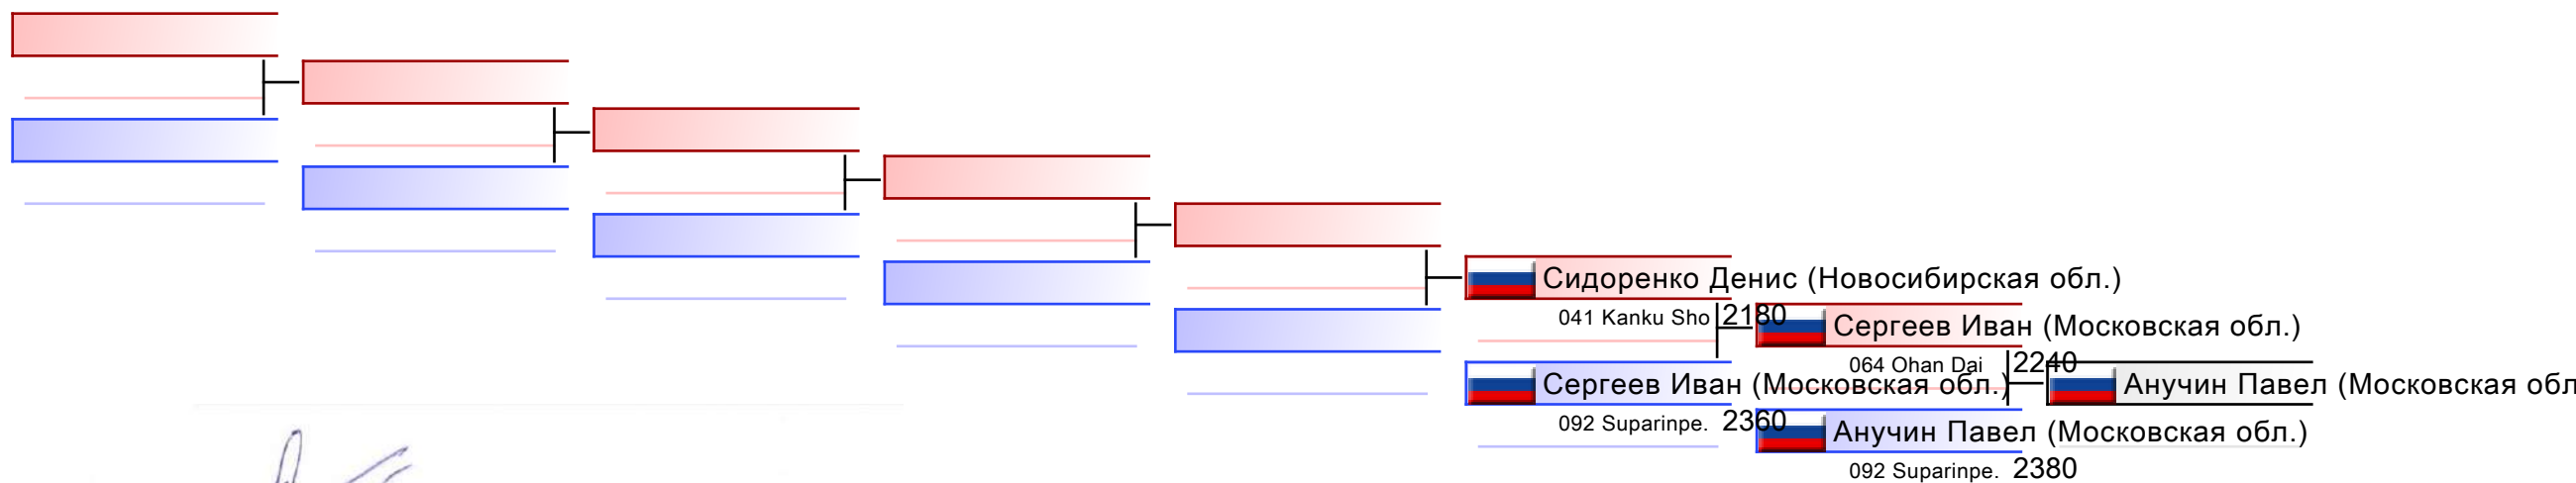 Сидоренко Денис (Новосибирская обл.)
041 Kanku Sho 2180
Сергеев Иван (Московская обл.)
092 Suparinpe. 2360
Сергеев Иван (Московская обл.)
064 Ohan Dai 2240
Анучин Павел (Московская обл.)
092 Suparinpe. 2380
Анучин Павел (Московская обл